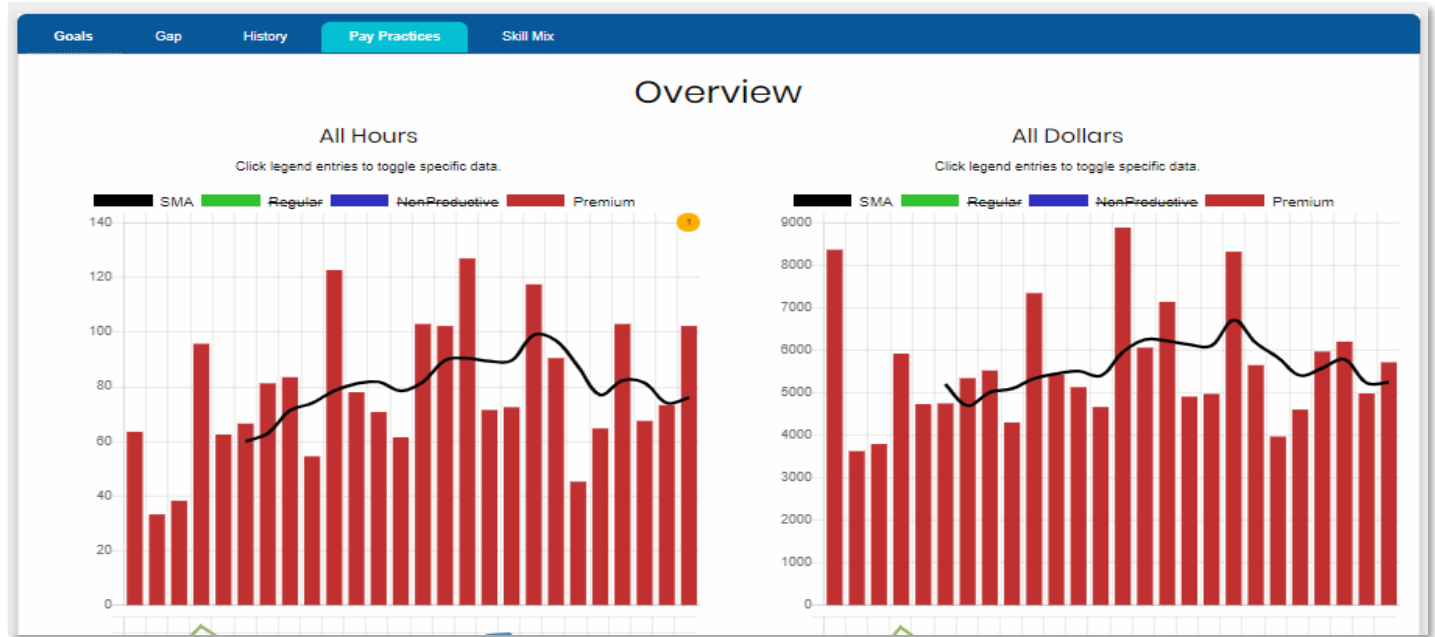 Goals Gap History Pay Practices Skill Mix
Overview
All Hours
Click legend entries to toggle specific data.
SMA Regular NonProductive Premium
140
120
100
80
60
40
20
0
1
All Dollars
Click legend entries to toggle specific data.
SMA Regular NonProductive Premium
9000
8000
7000
6000
5000
4000
3000
2000
1000
0